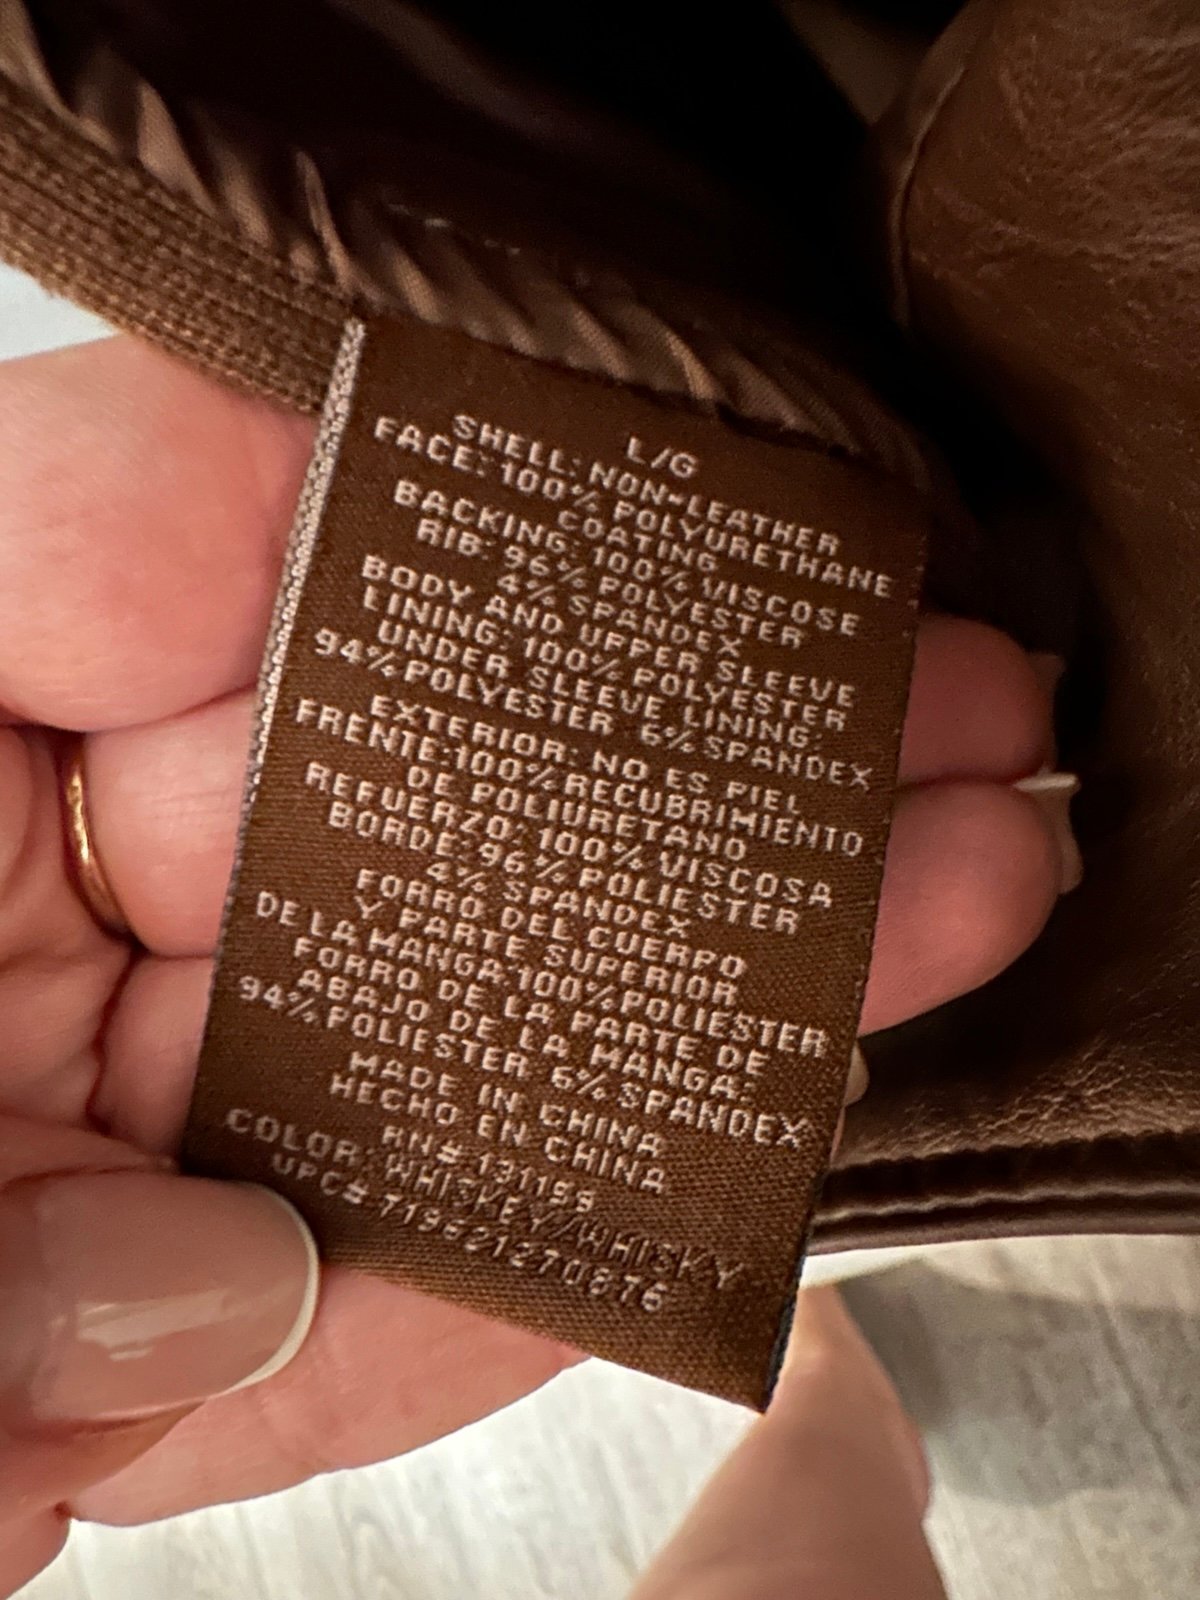 L/G
SHELL: NON-LEATHER
FACE: 100% POLYURETHANE
COATING
BACKING: 100% VISCOSE
RIB: 96% POLYESTER
4% SPANDEX
BODY AND UPPER SLEEVE
LINING: 100% POLYESTER
UNDER SLEEVE LINING:
94% POLYESTER 6% SPANDEX
EXTERIOR: NO ES PIEL
FRENTE: 100% RECUBRIMIENTO
DE POLIURETANO
REFUERZO: 100% VISCOSA
BORDE: 96% POLIESTER
4% SPANDEX
FORRO DEL CUERPO
Y PARTE SUPERIOR
DE LA MANGA: 100% POLIESTER
FORRO DE LA PARTE DE
ABAJO DE LA MANGA:
94% POLIESTER 6% SPANDEX
MADE IN CHINA
HECHO EN CHINA
RN# 131199
COLOR: WHISKEY/WHISKY
UPC#